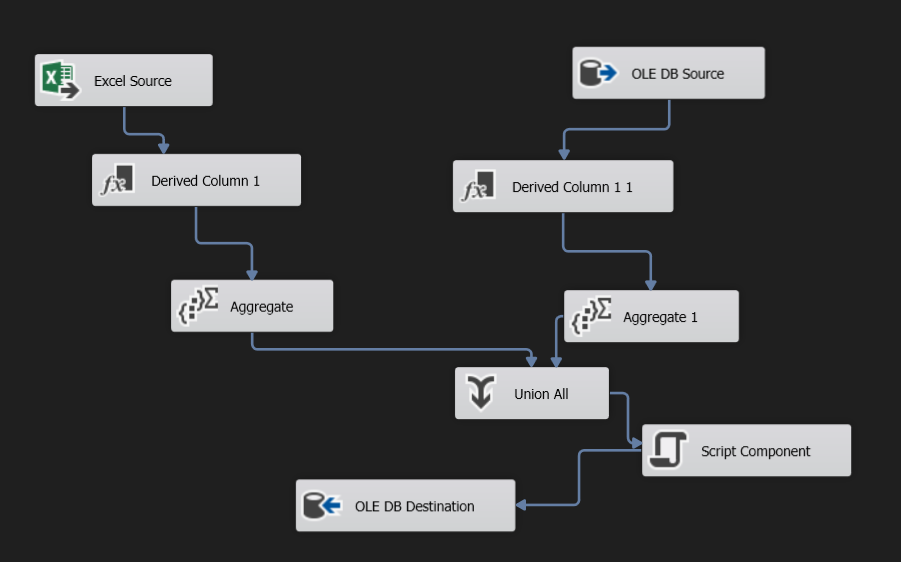 Excel Source
OLE DB Source
Derived Column 1
Derived Column 1 1
Aggregate
Aggregate 1
Union All
Script Component
OLE DB Destination